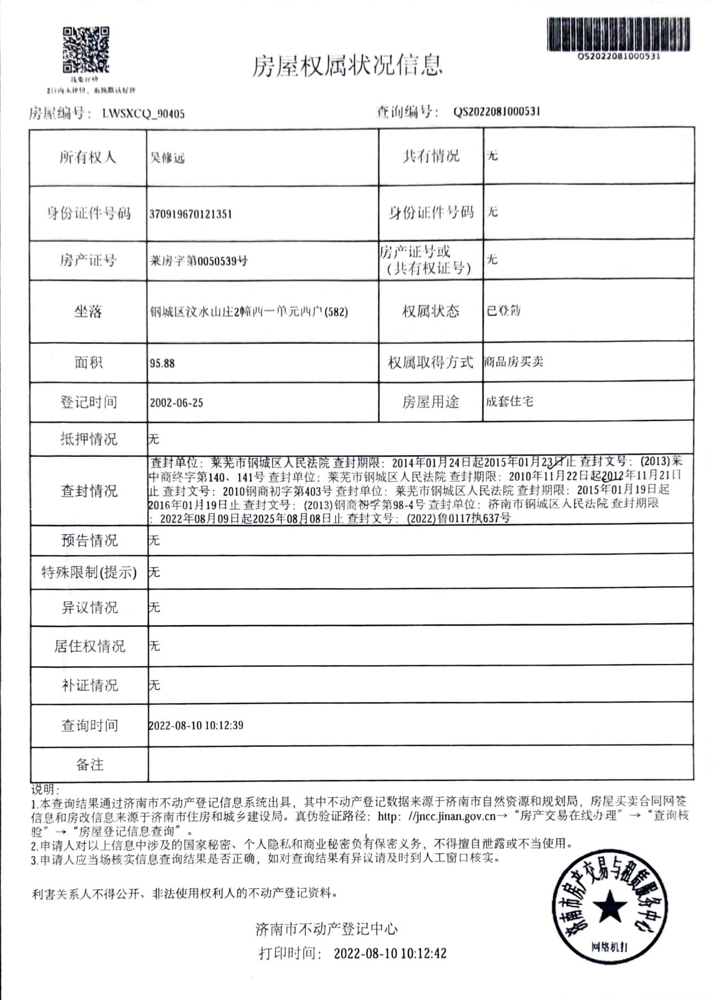 QS2022081000531
我要评价
2日内未评价，系统默认好评
房屋权属状况信息
房屋编号： LWSXCQ_90405 查询编号： QS2022081000531
所有权人 吴修远 共有情况 无
身份证件号码 370919670121351 身份证件号码 无
房产证号 莱房字第0050539号 房产证号或（共有权证号） 无
坐落 钢城区汶水山庄2幢西一单元西户(582) 权属状态 已登簿
面积 95.88 权属取得方式 商品房买卖
登记时间 2002-06-25 房屋用途 成套住宅
抵押情况 无
查封情况
查封单位：莱芜市钢城区人民法院 查封期限：2014年01月24日起2015年01月23日止 查封文号：(2013)莱
中商终字第140、141号 查封单位：莱芜市钢城区人民法院 查封期限：2010年11月22日起2012年11月21日
止 查封文号：2010钢商初字第403号 查封单位：莱芜市钢城区人民法院 查封期限：2015年01月19日起
2016年01月19日止 查封文号：(2013)钢商初字第98-4号 查封单位：济南市钢城区人民法院 查封期限
：2022年08月09日起2025年08月08日止 查封文号：(2022)鲁0117执637号
预告情况 无
特殊限制(提示) 无
异议情况 无
居住权情况 无
补证情况 无
查询时间 2022-08-10 10:12:39
备注
说明：
1.本查询结果通过济南市不动产登记信息系统出具，其中不动产登记数据来源于济南市自然资源和规划局，房屋买卖合同网签
信息和房改信息来源于济南市住房和城乡建设局。真伪验证路径：http：//jncc.jinan.gov.cn→“房产交易在线办理”→“查询核
验”→“房屋登记信息查询”。
2.申请人对以上信息中涉及的国家秘密、个人隐私和商业秘密负有保密义务，不得擅自泄露或不当使用。
3.申请人应当场核实信息查询结果是否正确，如对查询结果有异议请及时到人工窗口核实。
利害关系人不得公开、非法使用权利人的不动产登记资料。
济南市不动产登记中心
打印时间： 2022-08-10 10:12:42
济南市房产交易与租赁服务中心
网络机打